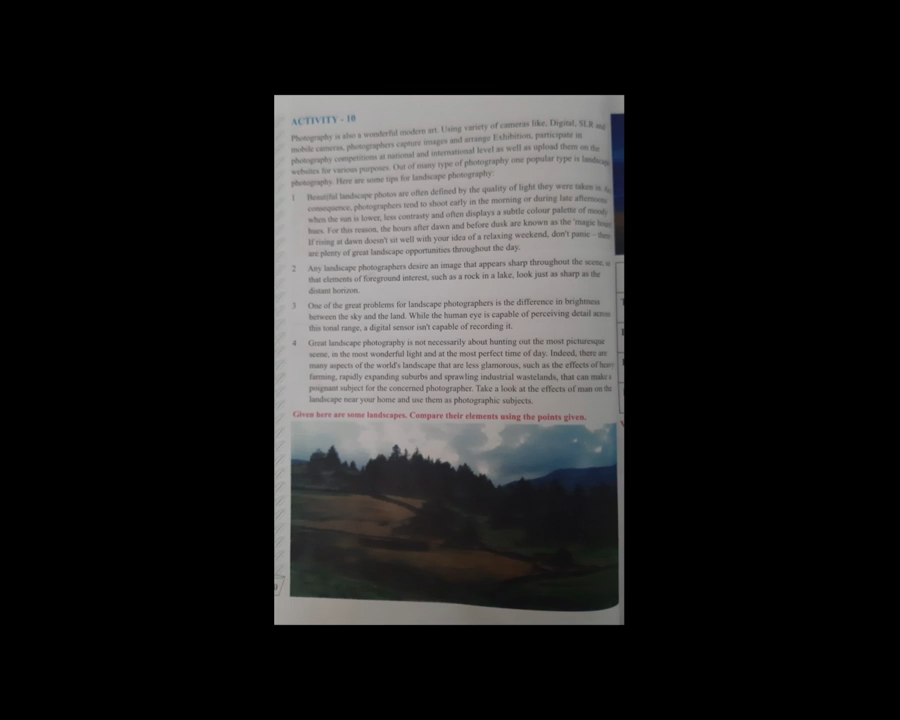 ACTIVITY - 10
Photography is also a wonderful modern art. Using variety of cameras like, Digital, SLR and
mobile cameras, photographers capture images and arrange Exhibition, participate in
photography competitions at national and international level as well as upload them on the
websites for various purposes. Out of many type of photography one popular type is landscape
photography. Here are some tips for landscape photography:
1 Beautiful landscape photos are often defined by the quality of light they were taken in.
consequence, photographers tend to shoot early in the morning or during late afternoons
when the sun is lower, less contrasty and often displays a subtle colour palette of moody
hues. For this reason, the hours after dawn and before dusk are known as the 'magic hours'
If rising at dawn doesn't sit well with your idea of a relaxing weekend, don't panic – there
are plenty of great landscape opportunities throughout the day.
2 Any landscape photographers desire an image that appears sharp throughout the scene, so
that elements of foreground interest, such as a rock in a lake, look just as sharp as the
distant horizon.
3 One of the great problems for landscape photographers is the difference in brightness
between the sky and the land. While the human eye is capable of perceiving detail across
this tonal range, a digital sensor isn't capable of recording it.
4 Great landscape photography is not necessarily about hunting out the most picturesque
scene, in the most wonderful light and at the most perfect time of day. Indeed, there are
many aspects of the world's landscape that are less glamorous, such as the effects of heavy
farming, rapidly expanding suburbs and sprawling industrial wastelands, that can make a
poignant subject for the concerned photographer. Take a look at the effects of man on the
landscape near your home and use them as photographic subjects.
Given here are some landscapes. Compare their elements using the points given.